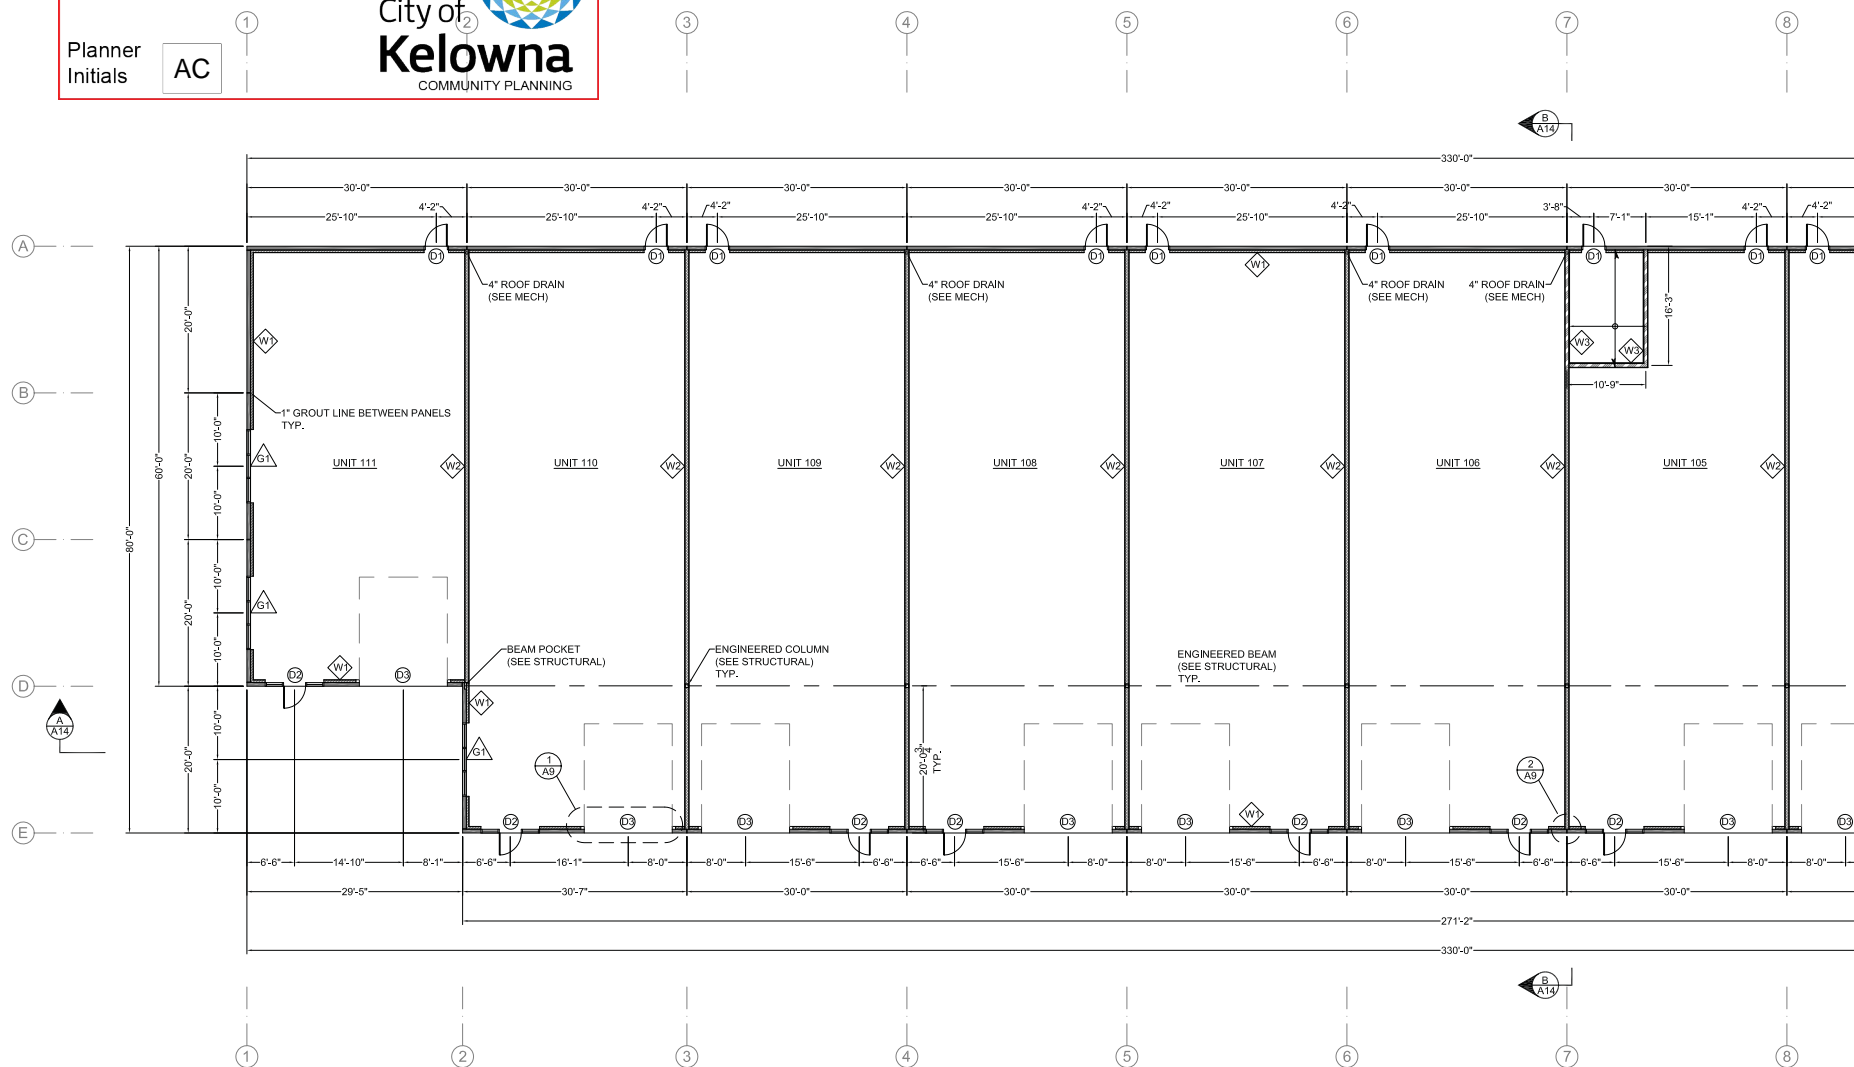 City of
Kelowna
COMMUNITY PLANNING
Planner
Initials
AC
1 2 3 4 5 6 7 8
B
A14
330'-0"
30'-0" 30'-0" 30'-0" 30'-0" 30'-0" 30'-0" 30'-0"
4'-2" 4'-2" 4'-2" 4'-2" 4'-2" 4'-2" 3'-8" 4'-2" 4'-2"
25'-10" 25'-10" 25'-10" 25'-10" 25'-10" 25'-10" 7'-1" 15'-1"
A
D1 D1 D1 D1 D1 D1 D1 D1 D1
W1
4" ROOF DRAIN
(SEE MECH)
4" ROOF DRAIN
(SEE MECH)
4" ROOF DRAIN
(SEE MECH)
4" ROOF DRAIN
(SEE MECH)
20'-0"
16'-3"
W1
W3
W3
10'-9"
B
1" GROUT LINE BETWEEN PANELS
TYP.
10'-0"
60'-0"
20'-0"
G1
UNIT 111
W2
UNIT 110
W2
UNIT 109
W2
UNIT 108
W2
UNIT 107
W2
UNIT 106
W2
UNIT 105
W2
10'-0"
80'-0"
C
10'-0"
G1
20'-0"
10'-0"
BEAM POCKET
(SEE STRUCTURAL)
ENGINEERED COLUMN
(SEE STRUCTURAL)
TYP.
ENGINEERED BEAM
(SEE STRUCTURAL)
TYP.
D2
W1
D3
D
W1
A
A14
10'-0"
G1
20'-0"
20'-0 3/4"
TYP.
1
A9
2
A9
10'-0"
W1
D2 D3 D3 D2 D2 D3 D3 D2 D3 D2 D2 D3 D3
E
6'-6" 14'-10" 8'-1" 6'-6" 16'-1" 8'-0" 8'-0" 15'-6" 6'-6" 6'-6" 15'-6" 8'-0" 8'-0" 15'-6" 6'-6" 8'-0" 15'-6" 6'-6" 6'-6" 15'-6" 8'-0" 8'-0"
29'-5" 30'-7" 30'-0" 30'-0" 30'-0" 30'-0" 30'-0"
271'-2"
330'-0"
B
A14
1 2 3 4 5 6 7 8